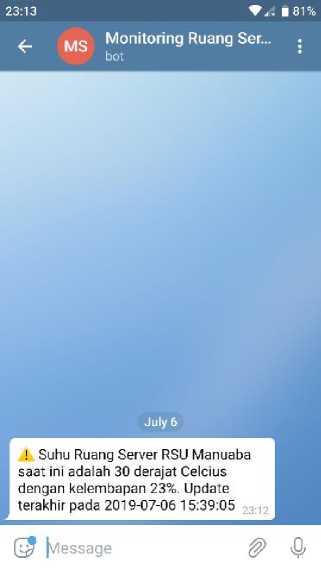 23:13
81%
MS
Monitoring Ruang Ser...
bot
July 6
⚠️ Suhu Ruang Server RSU Manuaba
saat ini adalah 30 derajat Celcius
dengan kelembapan 23%. Update
terakhir pada 2019-07-06 15:39:05 23:12
Message